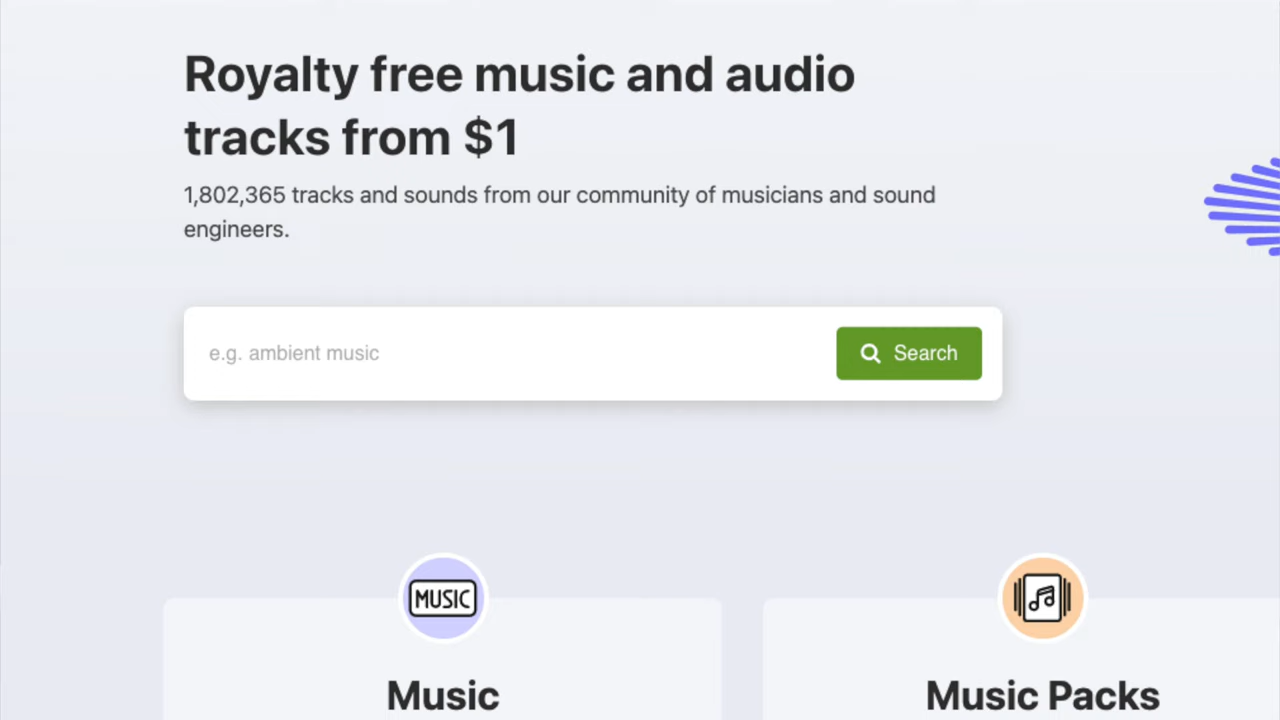 Royalty free music and audio
tracks from $1
1,802,365 tracks and sounds from our community of musicians and sound
engineers.
e.g. ambient music
Search
MUSIC
Music
Music Packs